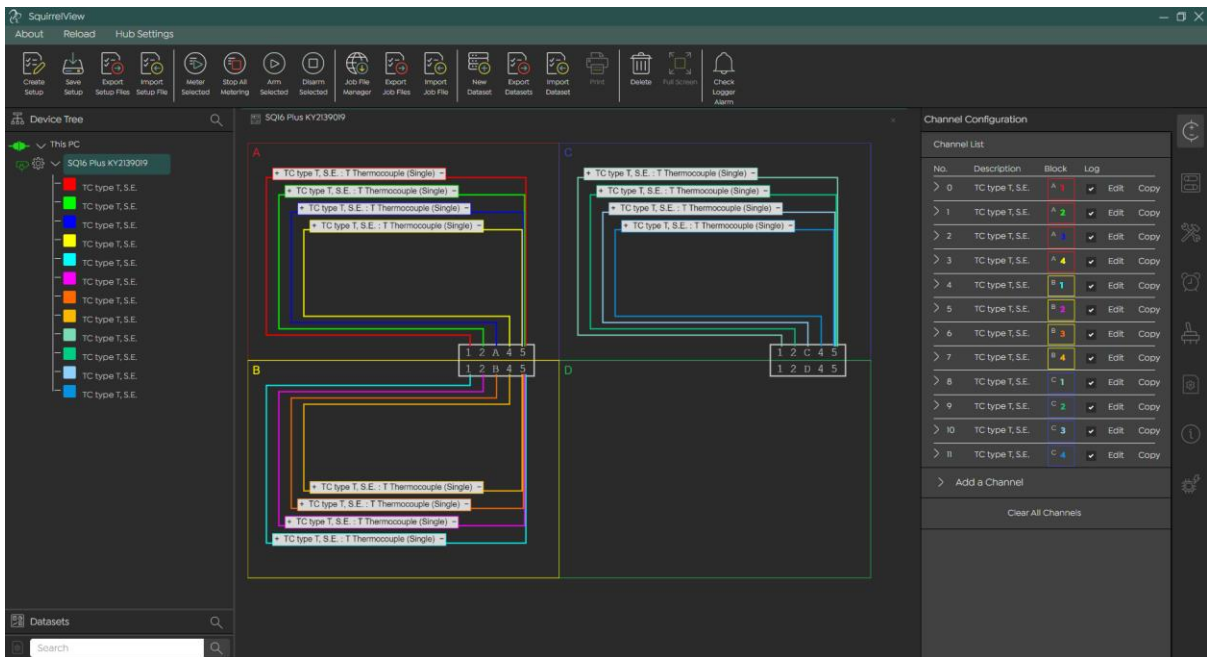 SquirrelView
About Reload Hub Settings
Create Setup
Save Setup
Export Setup Files
Import Setup File
Meter Selected
Stop All Metering
Arm Selected
Disarm Selected
Job File Manager
Export Job Files
Import Job File
New Dataset
Export Datasets
Import Dataset
Print
Delete
Full Screen
Check Logger Alarm
Device Tree
This PC
SQ16 Plus KY2139019
TC type T, S.E.
TC type T, S.E.
TC type T, S.E.
TC type T, S.E.
TC type T, S.E.
TC type T, S.E.
TC type T, S.E.
TC type T, S.E.
TC type T, S.E.
TC type T, S.E.
TC type T, S.E.
TC type T, S.E.
Datasets
Search
SQ16 Plus KY2139019
A
+ TC type T, S.E. : T Thermocouple (Single) −
+ TC type T, S.E. : T Thermocouple (Single) −
+ TC type T, S.E. : T Thermocouple (Single) −
+ TC type T, S.E. : T Thermocouple (Single) −
1 2 A 4 5
C
+ TC type T, S.E. : T Thermocouple (Single) −
+ TC type T, S.E. : T Thermocouple (Single) −
+ TC type T, S.E. : T Thermocouple (Single) −
+ TC type T, S.E. : T Thermocouple (Single) −
1 2 C 4 5
B
1 2 B 4 5
+ TC type T, S.E. : T Thermocouple (Single) −
+ TC type T, S.E. : T Thermocouple (Single) −
+ TC type T, S.E. : T Thermocouple (Single) −
+ TC type T, S.E. : T Thermocouple (Single) −
D
1 2 D 4 5
Channel Configuration
Channel List
No. Description Block Log
0 TC type T, S.E. A 1 Edit Copy
1 TC type T, S.E. A 2 Edit Copy
2 TC type T, S.E. A 3 Edit Copy
3 TC type T, S.E. A 4 Edit Copy
4 TC type T, S.E. B 1 Edit Copy
5 TC type T, S.E. B 2 Edit Copy
6 TC type T, S.E. B 3 Edit Copy
7 TC type T, S.E. B 4 Edit Copy
8 TC type T, S.E. C 1 Edit Copy
9 TC type T, S.E. C 2 Edit Copy
10 TC type T, S.E. C 3 Edit Copy
11 TC type T, S.E. C 4 Edit Copy
Add a Channel
Clear All Channels